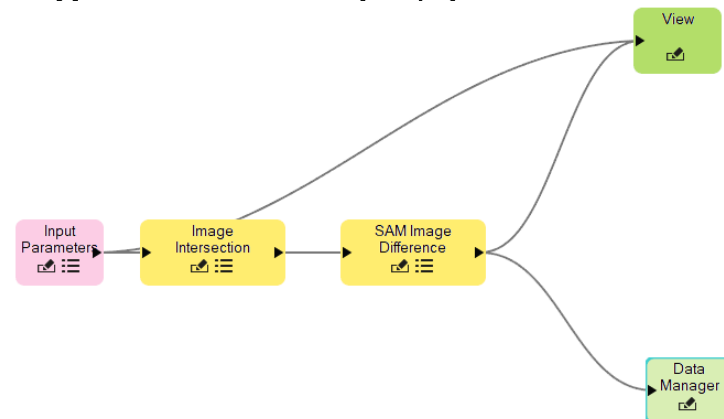 View
Input
Parameters
Image
Intersection
SAM Image
Difference
Data
Manager